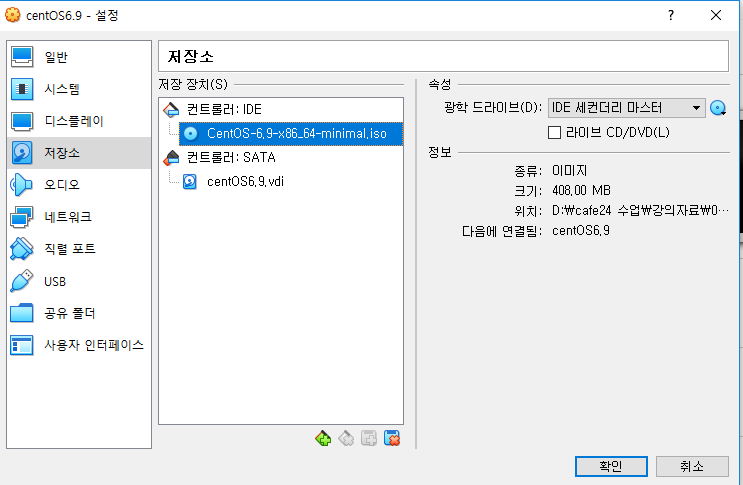 centOS6.9 - 설정
일반
시스템
디스플레이
저장소
오디오
네트워크
직렬 포트
USB
공유 폴더
사용자 인터페이스
저장소
저장 장치(S)
컨트롤러: IDE
CentOS-6.9-x86_64-minimal.iso
컨트롤러: SATA
centOS6.9.vdi
속성
광학 드라이브(D): IDE 세컨더리 마스터
라이브 CD/DVD(L)
정보
종류: 이미지
크기: 408.00 MB
위치: D:₩cafe24 수업₩강의자료₩0...
다음에 연결됨: centOS6.9
확인
취소